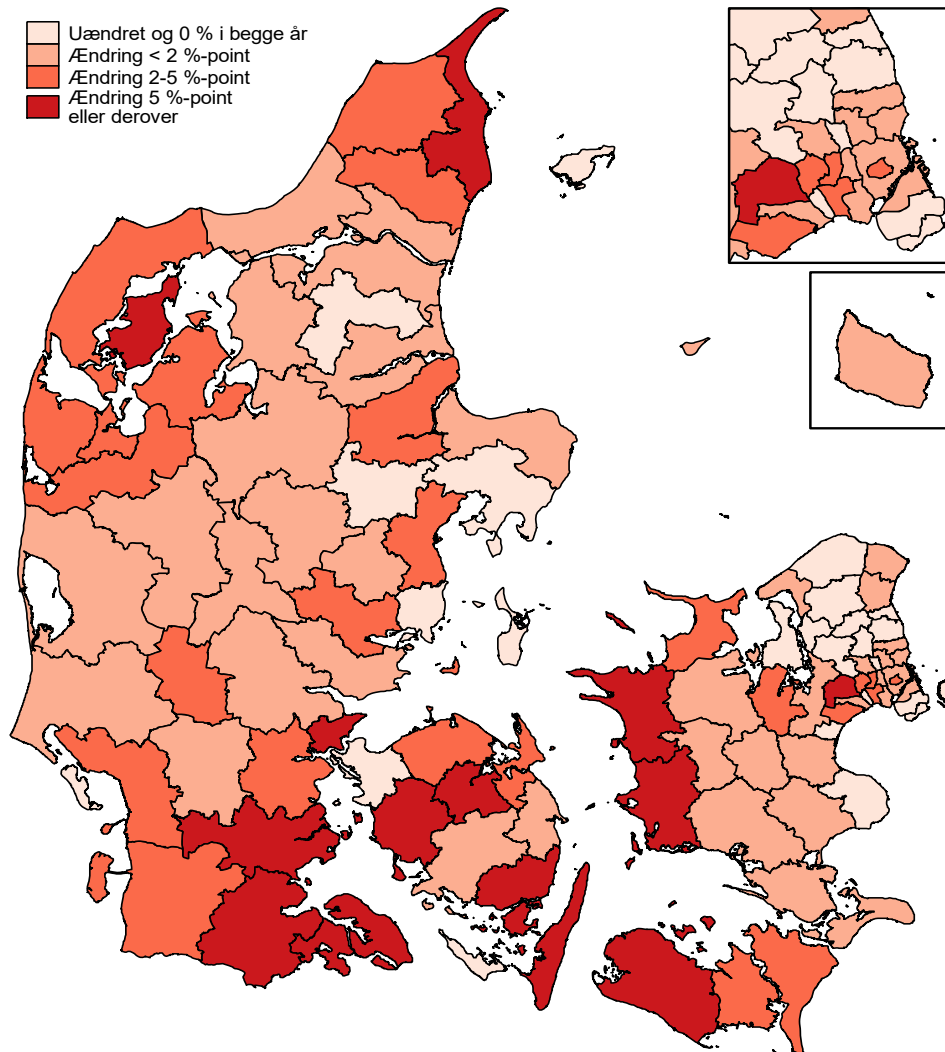 Uændret og 0 % i begge år
Ændring < 2 %-point
Ændring 2-5 %-point
Ændring 5 %-point
eller derover